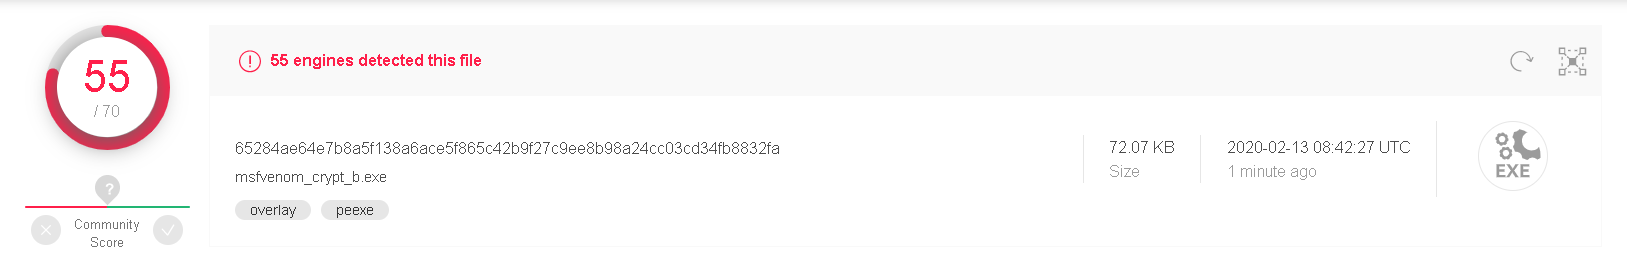 55
/ 70
?
Community
Score
55 engines detected this file
65284ae64e7b8a5f138a6ace5f865c42b9f27c9ee8b98a24cc03cd34fb8832fa
msfvenom_crypt_b.exe
overlay peexe
72.07 KB
Size
2020-02-13 08:42:27 UTC
1 minute ago
EXE